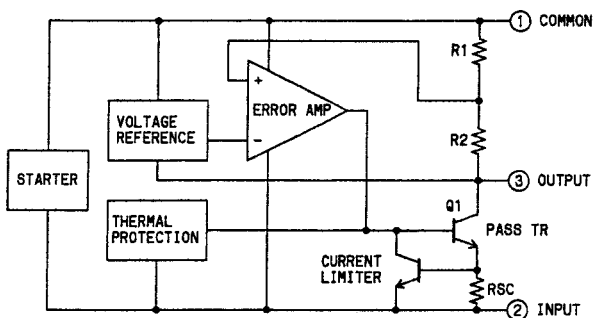 ① COMMON
R1
+
ERROR AMP
−
VOLTAGE
REFERENCE
R2
STARTER
③ OUTPUT
THERMAL
PROTECTION
Q1
PASS TR
CURRENT
LIMITER
RSC
② INPUT